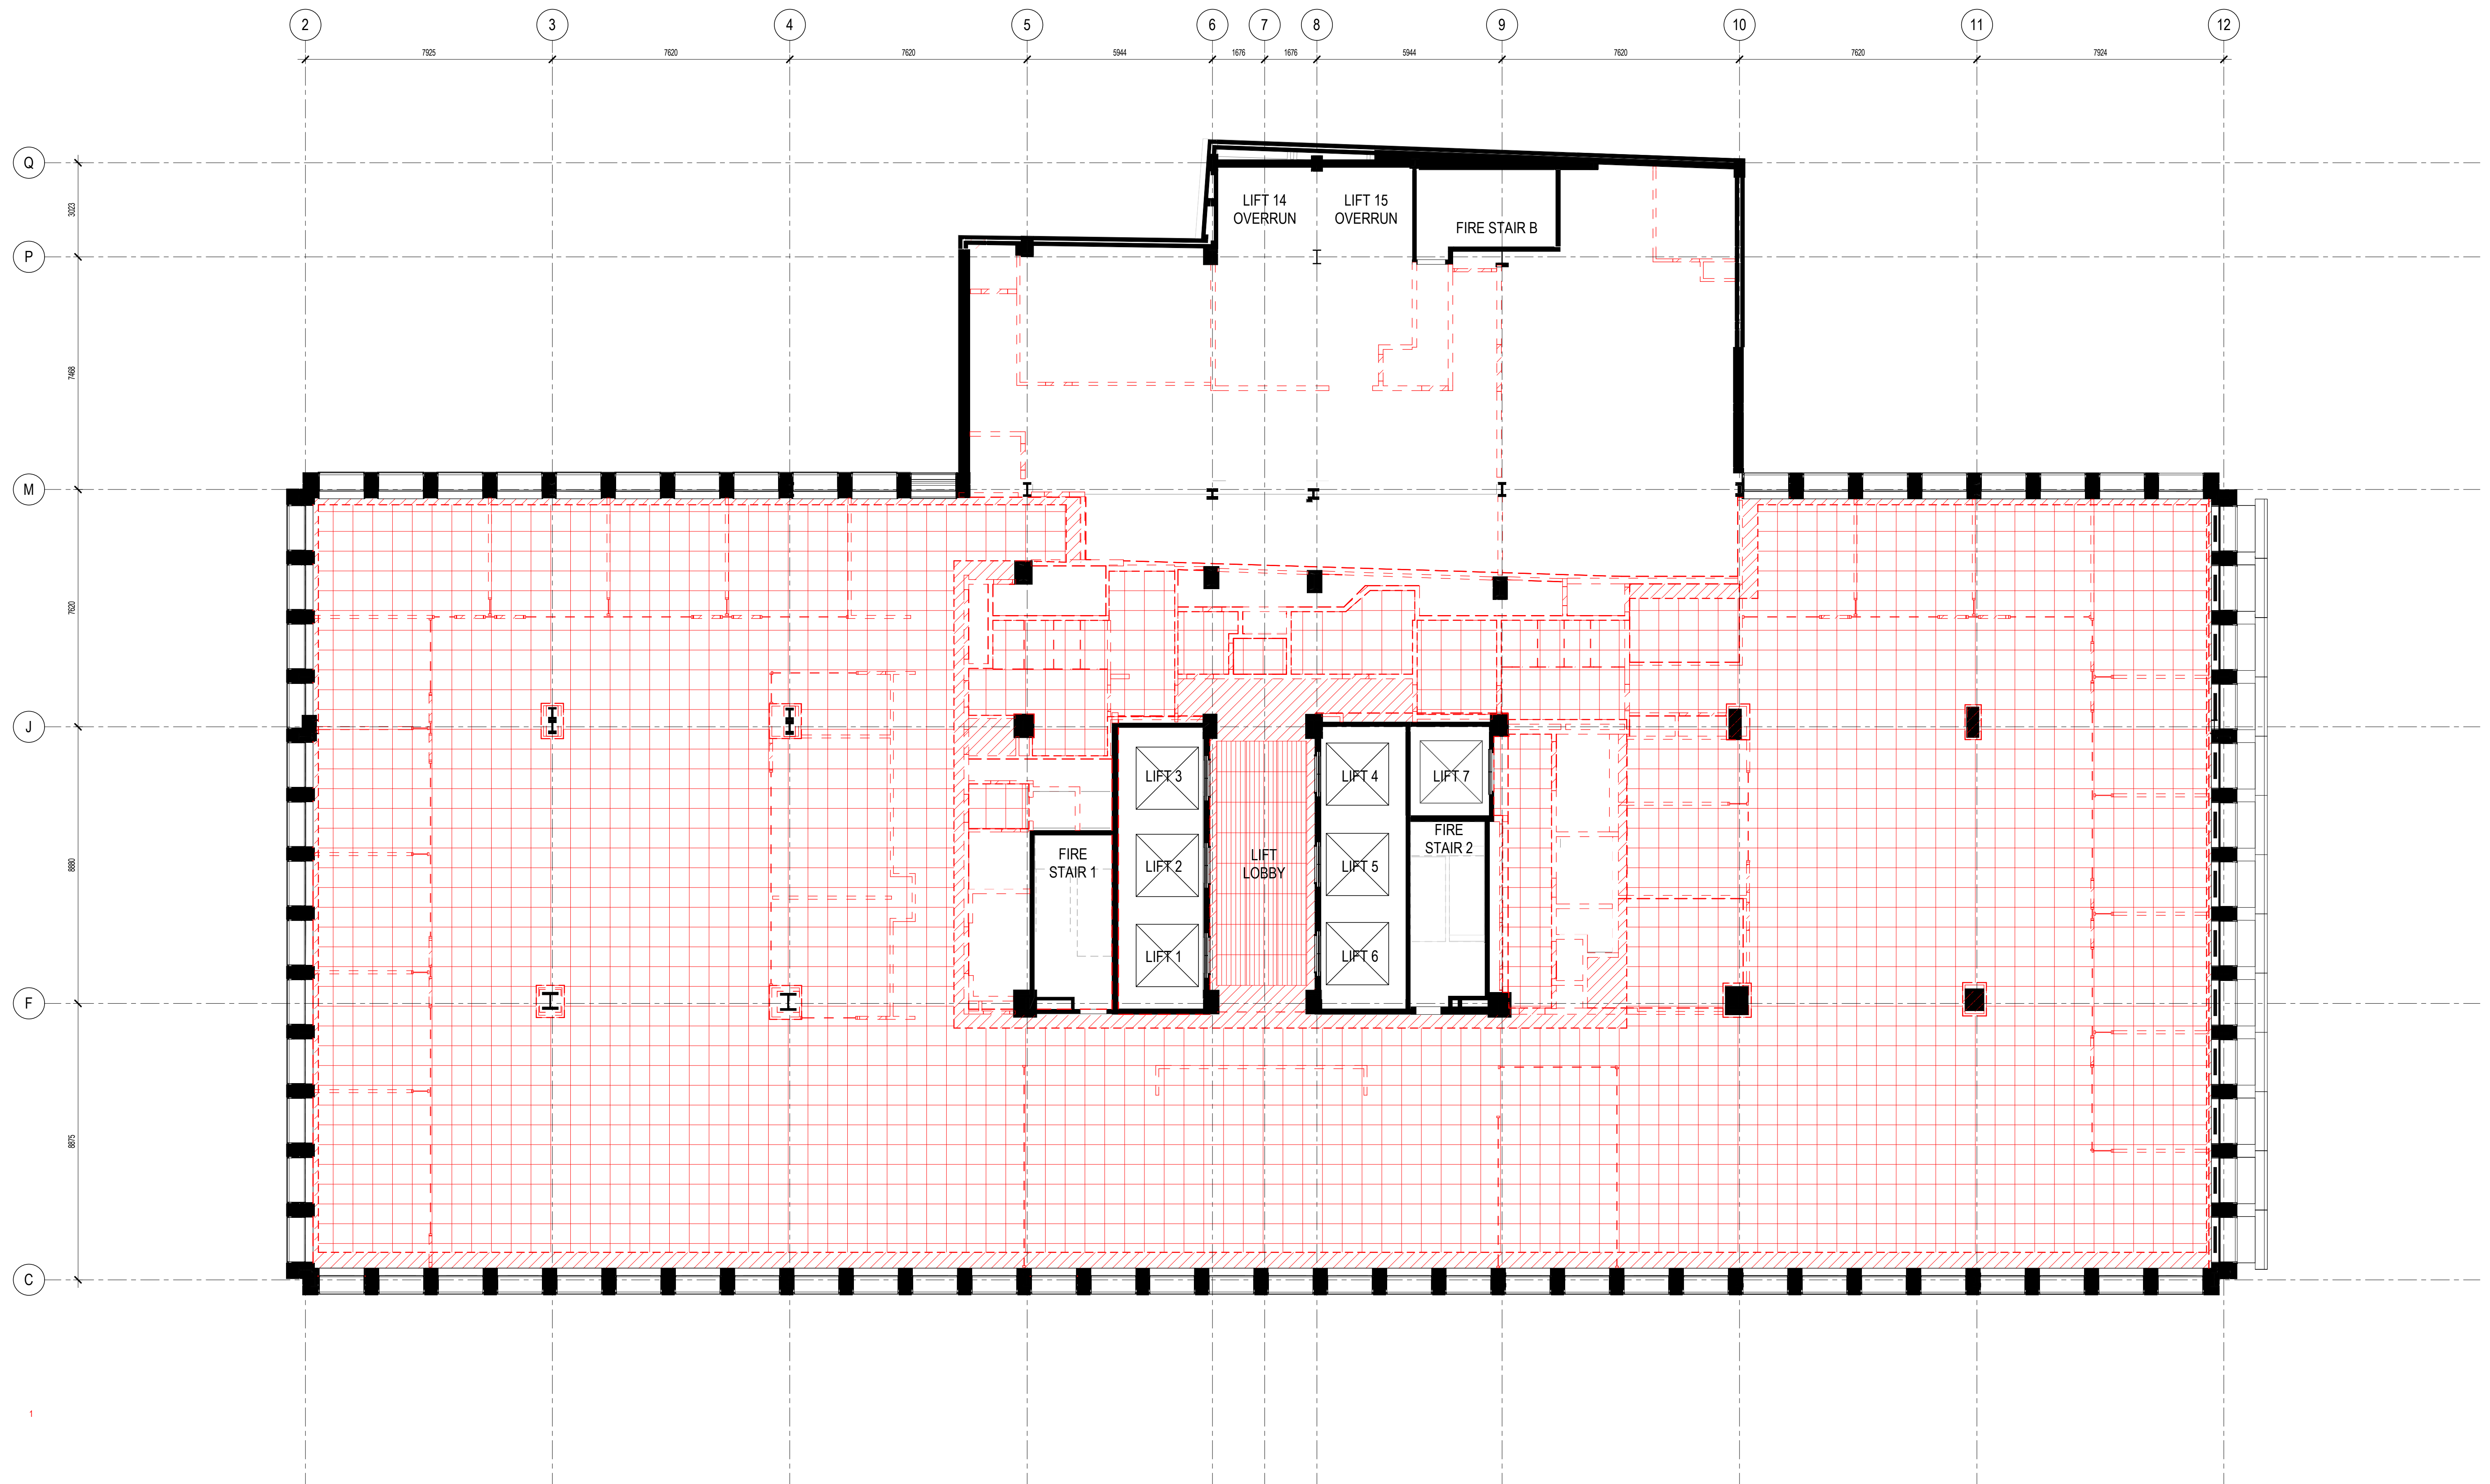 2 3 4 5 6 7 8 9 10 11 12
7925 7620 7620 5944 1676 1676 5944 7620 7620 7924
Q
3023
P
7468
M
7620
J
8880
F
8875
C
LIFT 14
OVERRUN
LIFT 15
OVERRUN
FIRE STAIR B
LIFT 3
LIFT 4
LIFT 7
FIRE
STAIR 1
LIFT 2
LIFT
LOBBY
LIFT 5
FIRE
STAIR 2
LIFT 1
LIFT 6
1